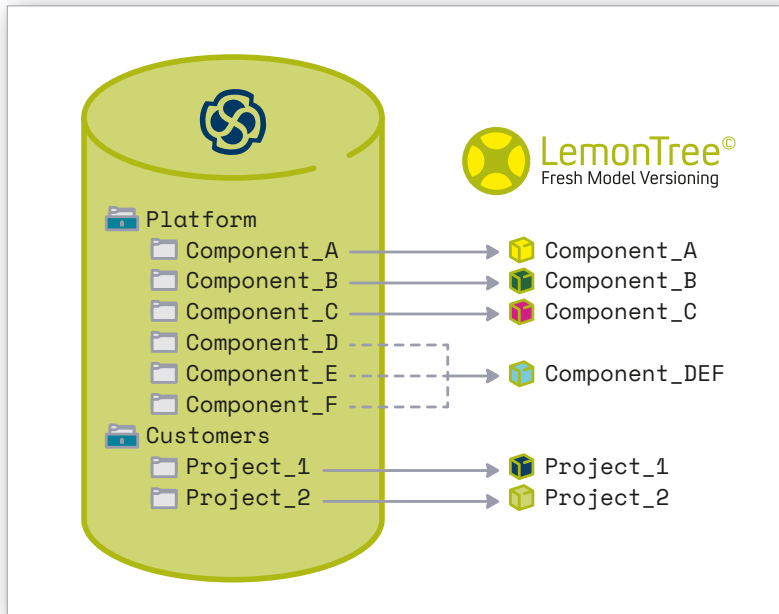 LemonTree©
Fresh Model Versioning
Platform
Component_A
Component_B
Component_C
Component_D
Component_E
Component_F
Customers
Project_1
Project_2
Component_A
Component_B
Component_C
Component_DEF
Project_1
Project_2